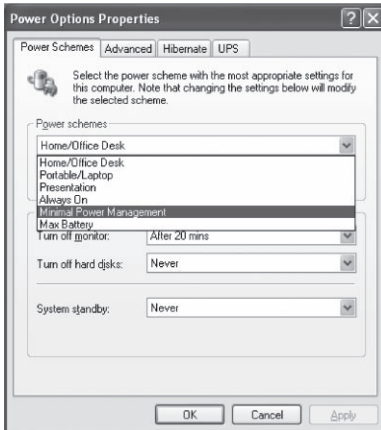 Power Options Properties
Power Schemes Advanced Hibernate UPS
Select the power scheme with the most appropriate settings for
this computer. Note that changing the settings below will modify
the selected scheme.
Power schemes
Home/Office Desk
Home/Office Desk
Portable/Laptop
Presentation
Always On
Minimal Power Management
Max Battery
Turn off monitor: After 20 mins
Turn off hard disks: Never
System standby: Never
OK Cancel Apply